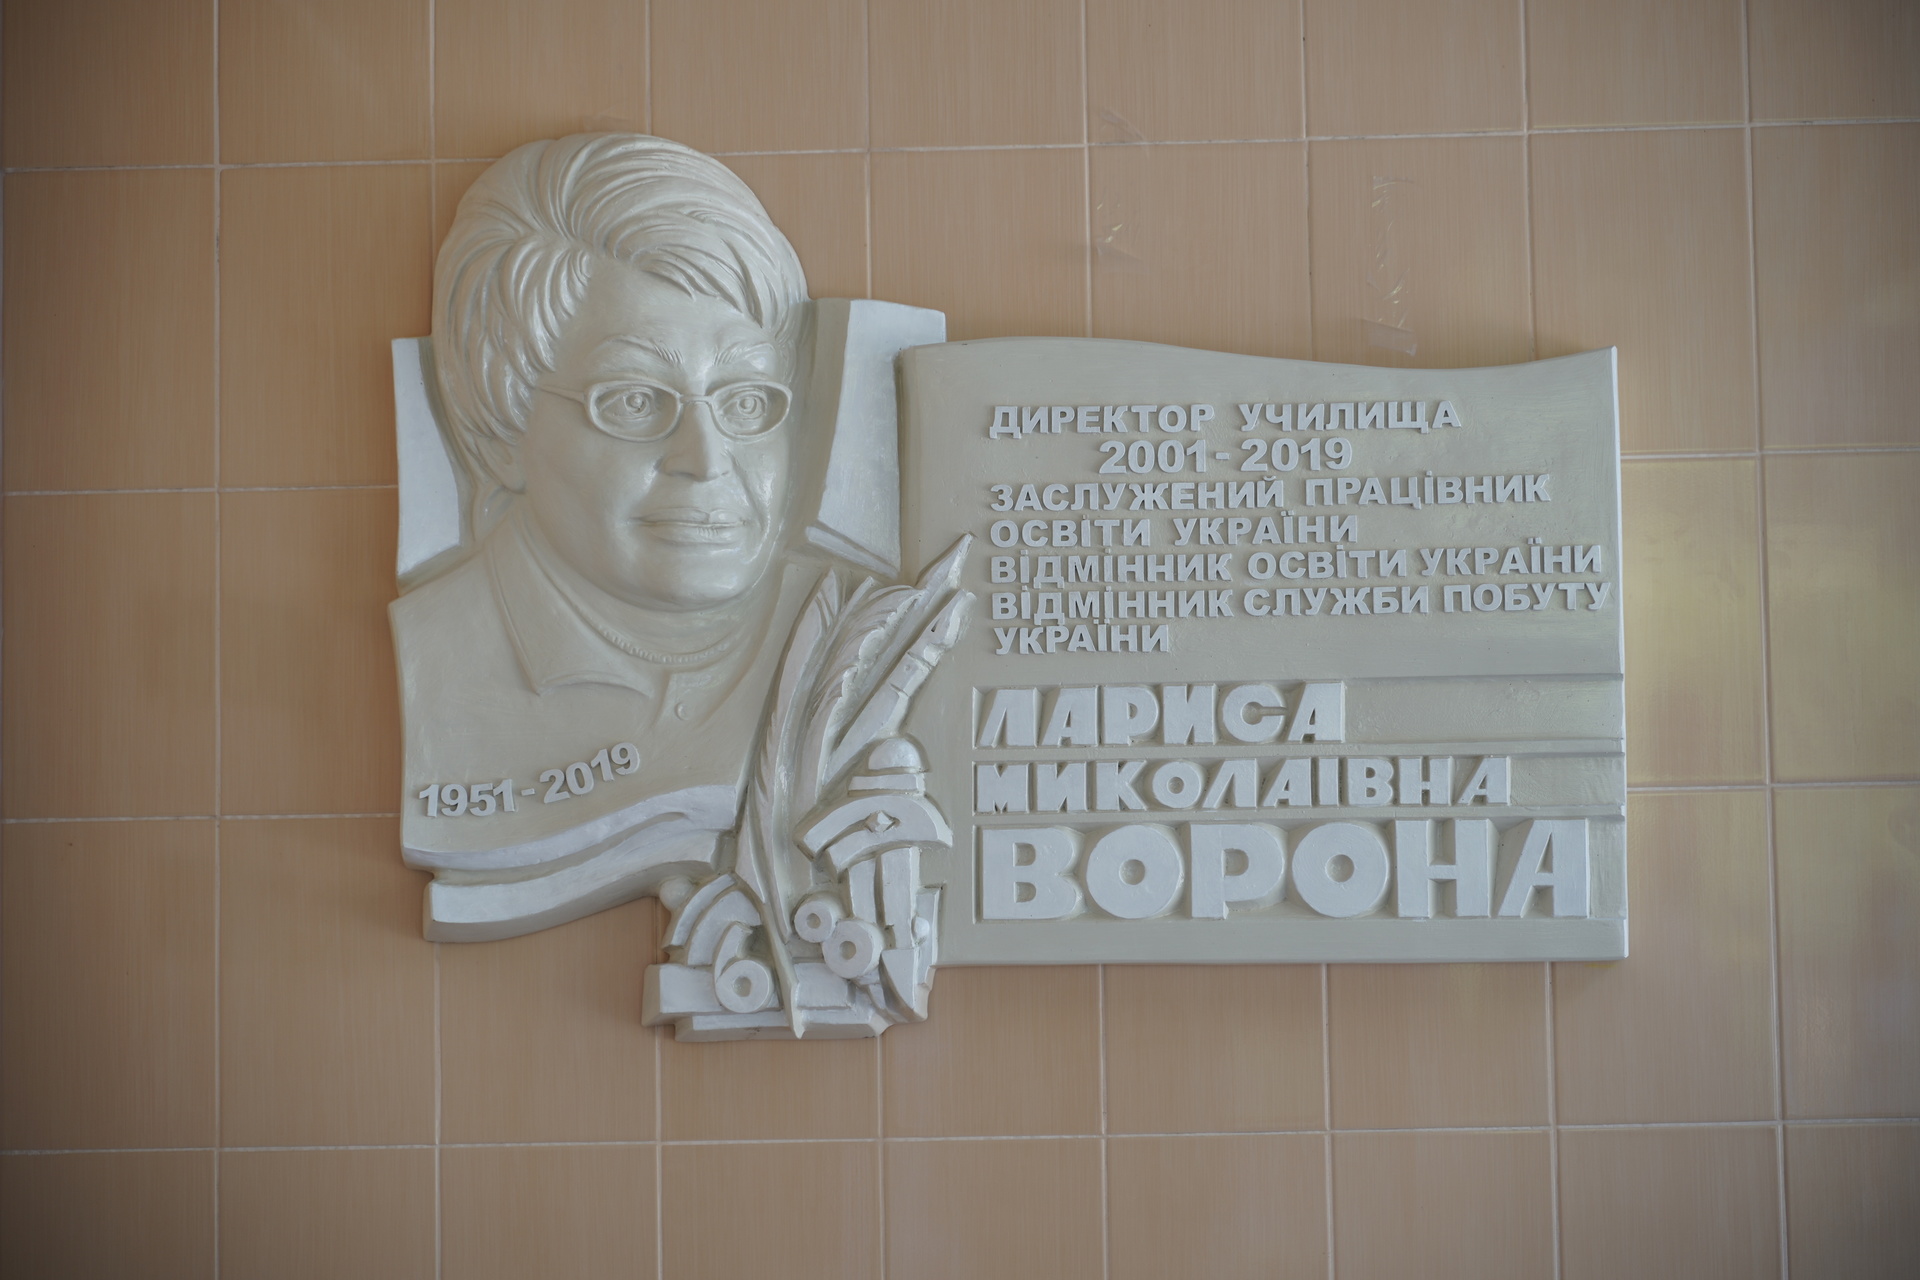 ДИРЕКТОР УЧИЛИЩА
2001-2019
ЗАСЛУЖЕНИЙ ПРАЦІВНИК
ОСВІТИ УКРАЇНИ
ВІДМІННИК ОСВІТИ УКРАЇНИ
ВІДМІННИК СЛУЖБИ ПОБУТУ
УКРАЇНИ
ЛАРИСА
МИКОЛАЇВНА
ВОРОНА
1951-2019